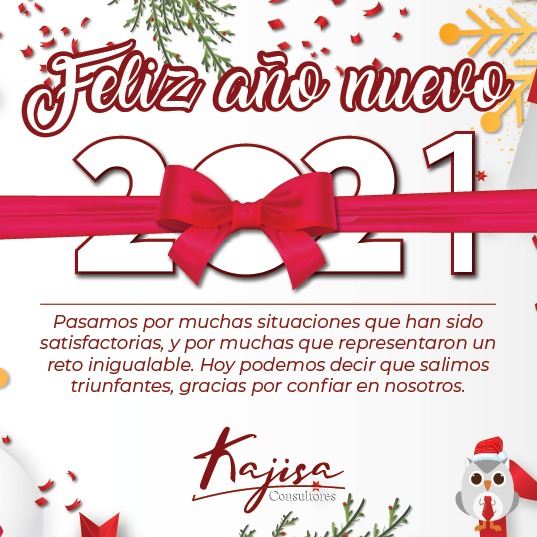 Feliz año nuevo
2021
Pasamos por muchas situaciones que han sido
satisfactorias, y por muchas que representaron un
reto inigualable. Hoy podemos decir que salimos
triunfantes, gracias por confiar en nosotros.
Kajisa
Consultores